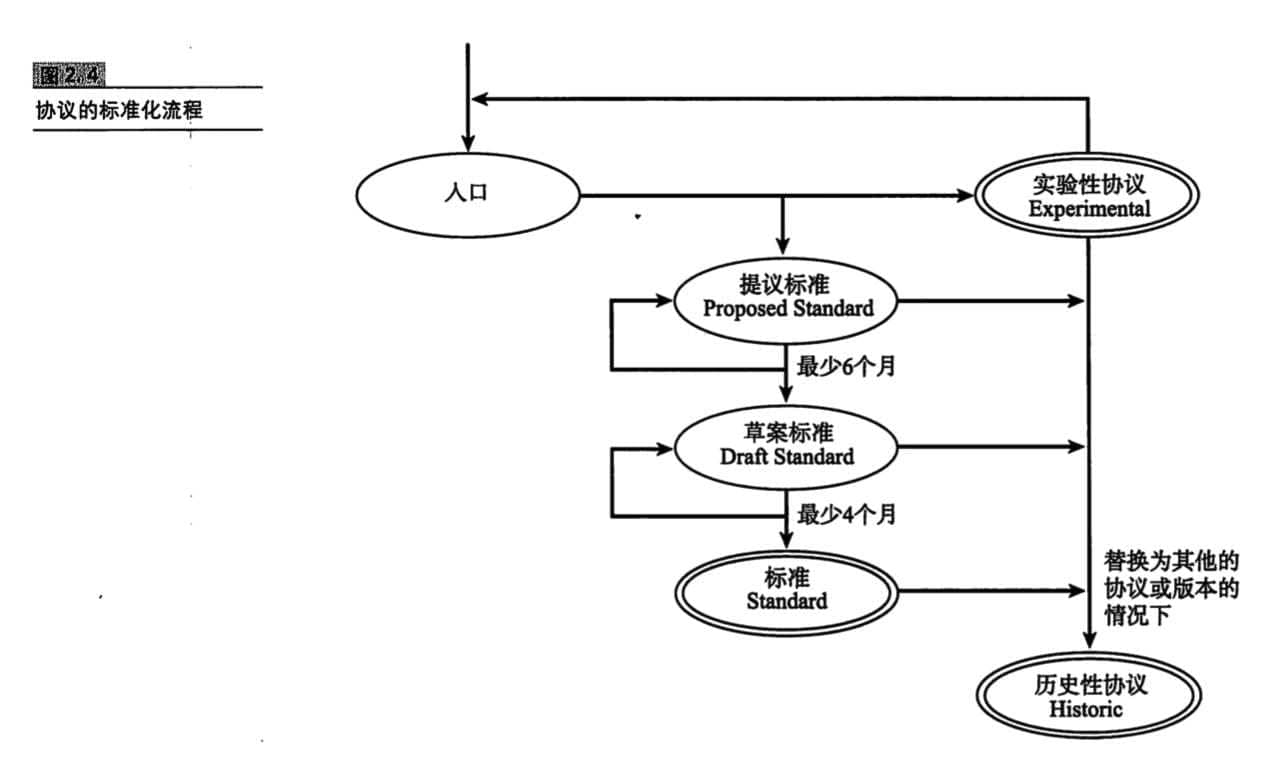 图2.4
协议的标准化流程
入口
实验性协议
Experimental
提议标准
Proposed Standard
最少6个月
草案标准
Draft Standard
最少4个月
标准
Standard
替换为其他的
协议或版本的
情况下
历史性协议
Historic